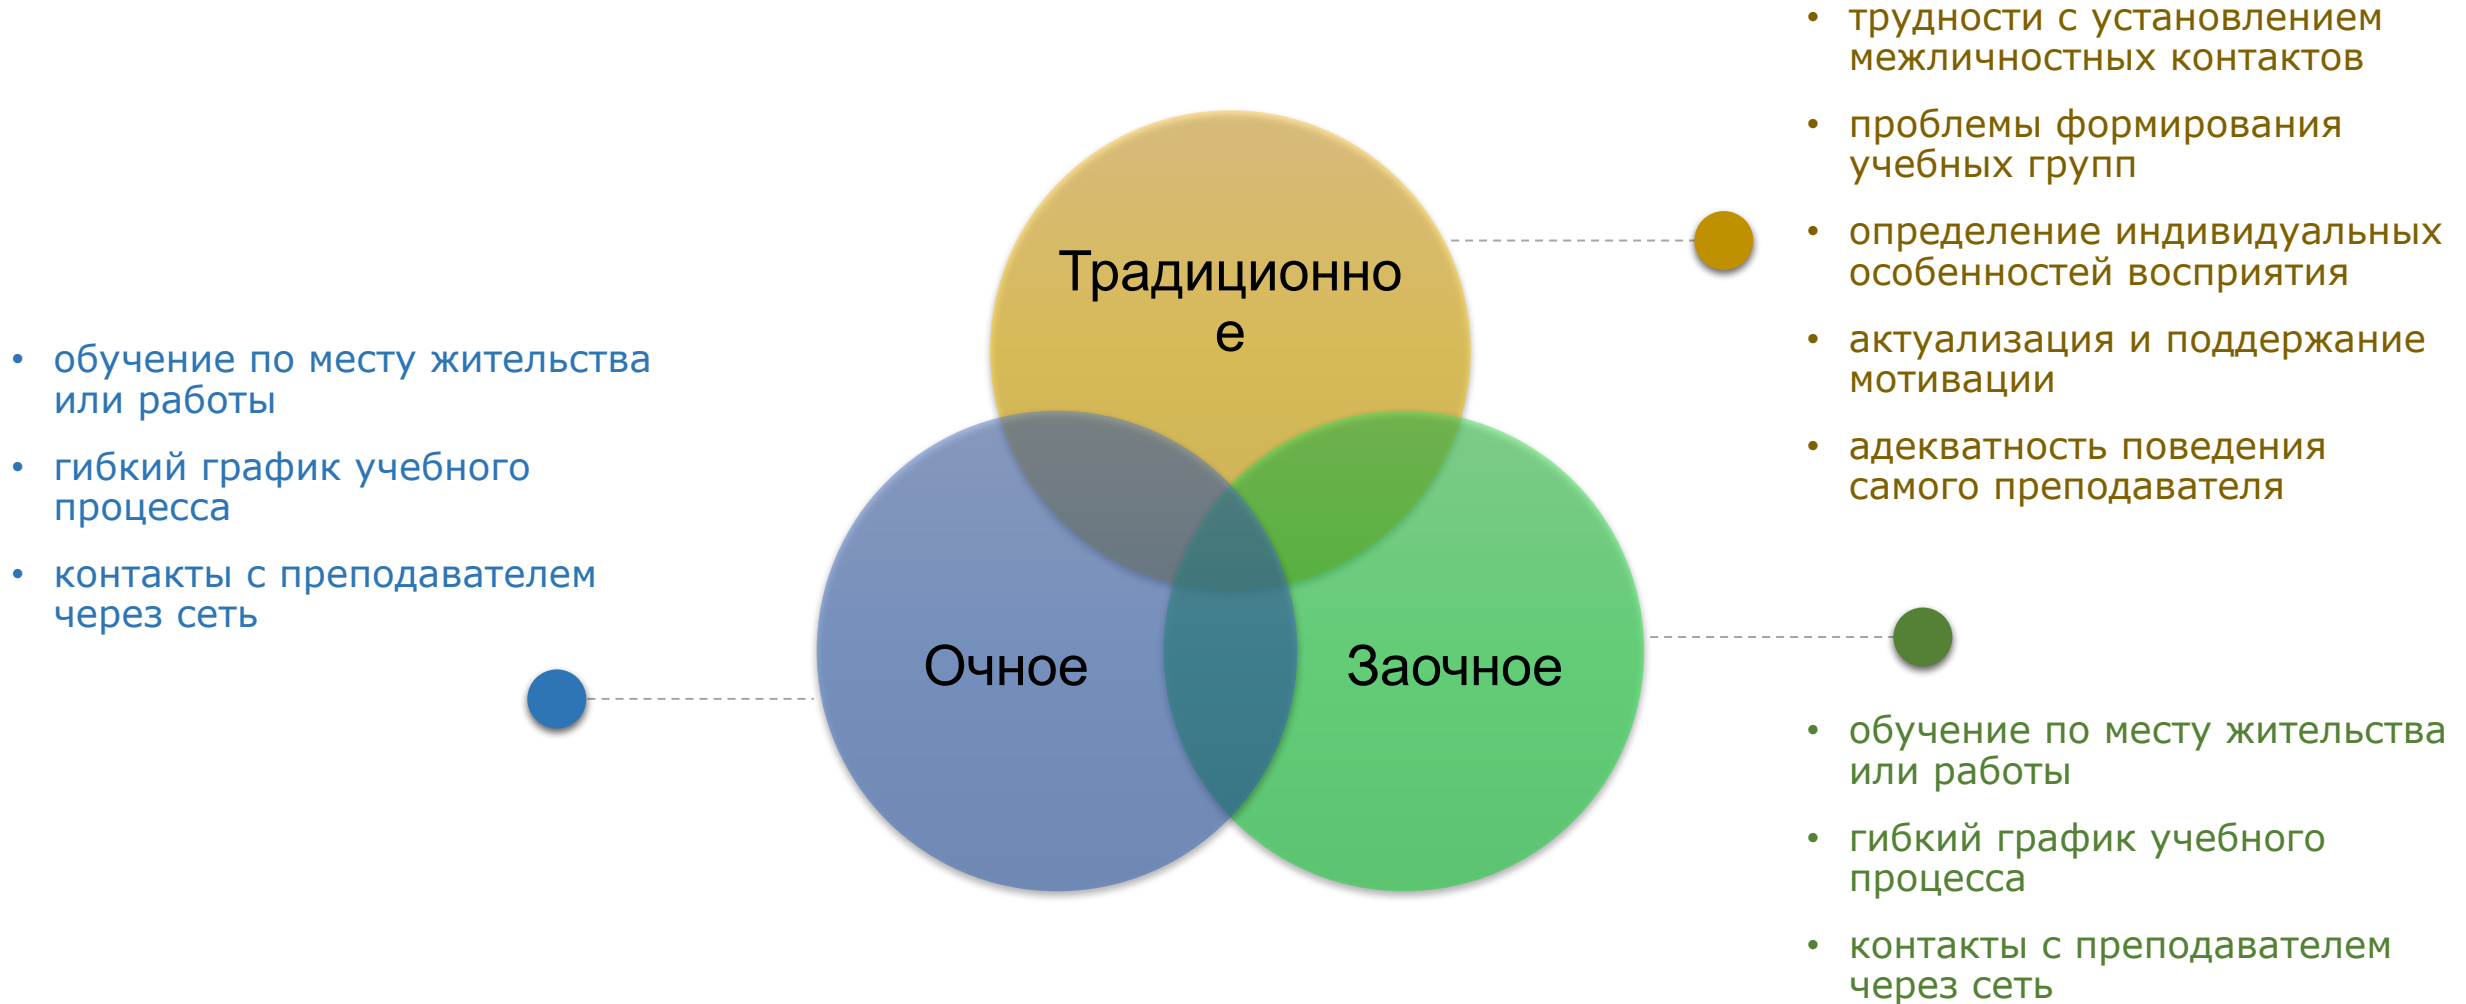 • трудности с установлением
межличностных контактов
• проблемы формирования
учебных групп
• определение индивидуальных
особенностей восприятия
• актуализация и поддержание
мотивации
• адекватность поведения
самого преподавателя
Традиционно
е
• обучение по месту жительства
или работы
• гибкий график учебного
процесса
• контакты с преподавателем
через сеть
Очное
Заочное
• обучение по месту жительства
или работы
• гибкий график учебного
процесса
• контакты с преподавателем
через сеть